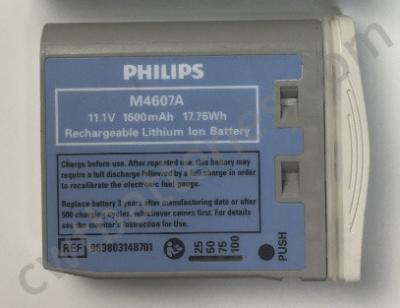 PHILIPS
M4607A
11.1V 1600mAh 17.76Wh
Rechargeable Lithium Ion Battery
Charge before use. After repeated use, this battery may
require a full discharge followed by a full charge in order
to recalibrate the electronic fuel gauge.
Replace battery 3 years after manufacturing date or after
500 charging cycles, whichever comes first. For details
see the monitor's Instruction for Use.
REF 989803148701
25
50
75
100
PUSH